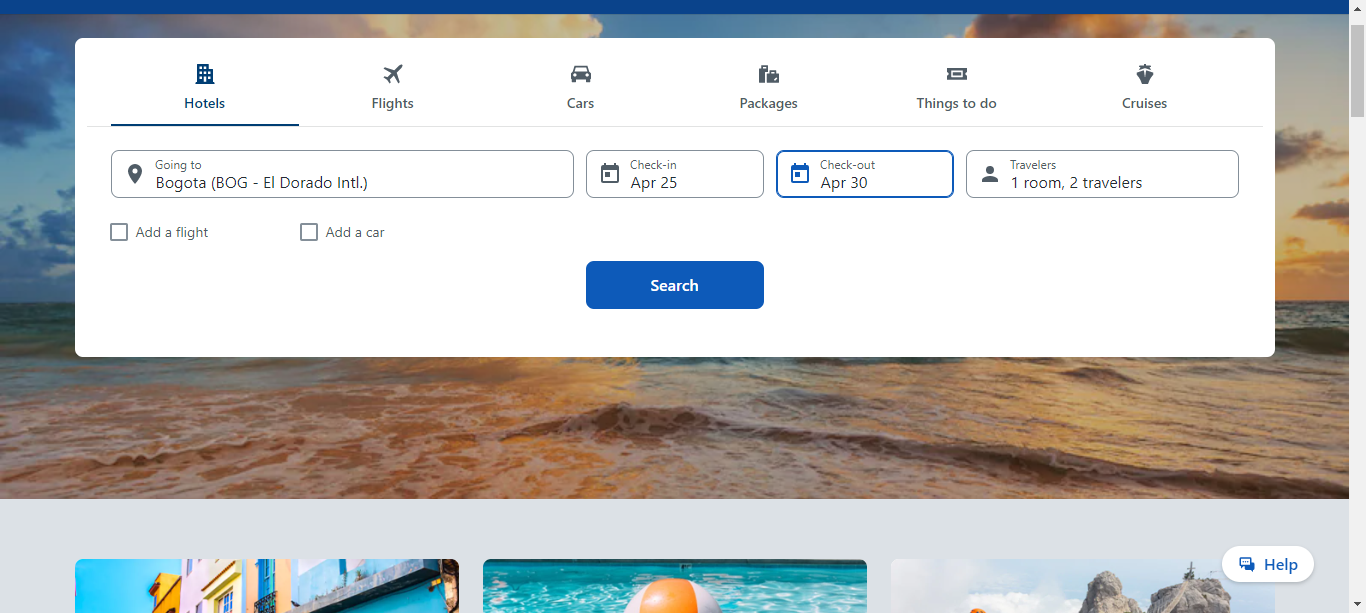 Hotels
Flights
Cars
Packages
Things to do
Cruises
Going to
Bogota (BOG - El Dorado Intl.)
Check-in
Apr 25
Check-out
Apr 30
Travelers
1 room, 2 travelers
Add a flight
Add a car
Search
Help